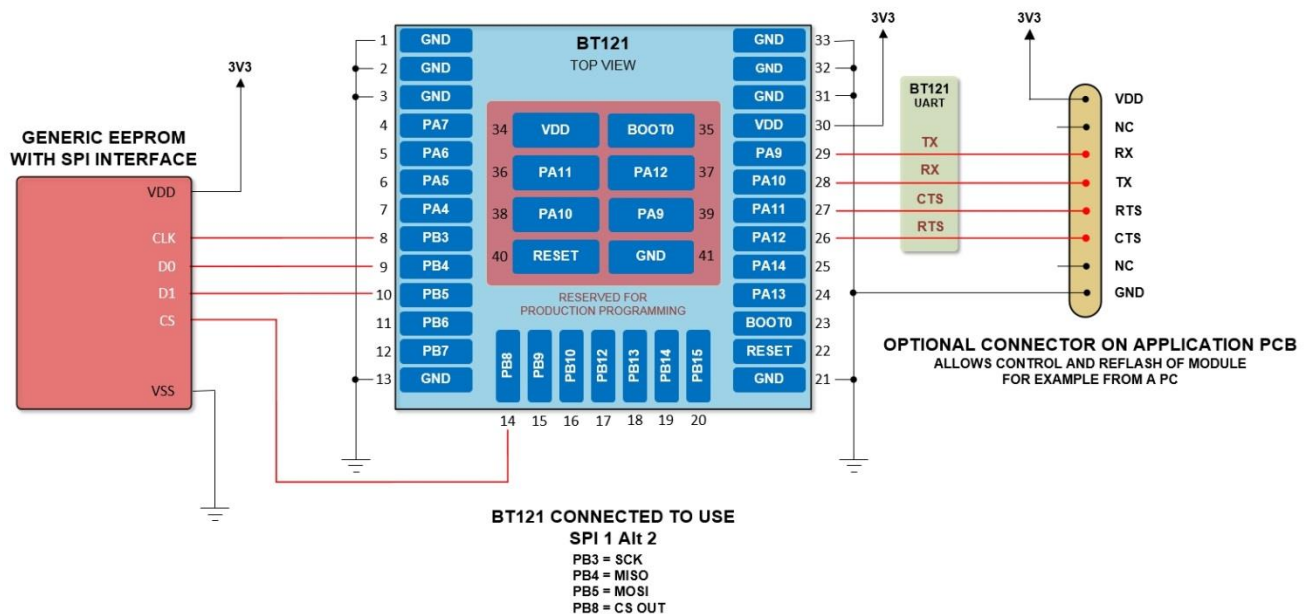 3V3
GENERIC EEPROM
WITH SPI INTERFACE
VDD
CLK
D0
D1
CS
VSS
BT121
TOP VIEW
1 GND
2 GND
3 GND
4 PA7
5 PA6
6 PA5
7 PA4
8 PB3
9 PB4
10 PB5
11 PB6
12 PB7
13 GND
34 VDD BOOT0 35
36 PA11 PA12 37
38 PA10 PA9 39
40 RESET GND 41
RESERVED FOR
PRODUCTION PROGRAMMING
PB8 PB9 PB10 PB12 PB13 PB14 PB15
14 15 16 17 18 19 20
GND 33
GND 32
GND 31
VDD 30
PA9 29
PA10 28
PA11 27
PA12 26
PA14 25
PA13 24
BOOT0 23
RESET 22
GND 21
3V3
BT121
UART
TX
RX
CTS
RTS
3V3
VDD
NC
RX
TX
RTS
CTS
NC
GND
OPTIONAL CONNECTOR ON APPLICATION PCB
ALLOWS CONTROL AND REFLASH OF MODULE
FOR EXAMPLE FROM A PC
BT121 CONNECTED TO USE
SPI 1 Alt 2
PB3 = SCK
PB4 = MISO
PB5 = MOSI
PB8 = CS OUT